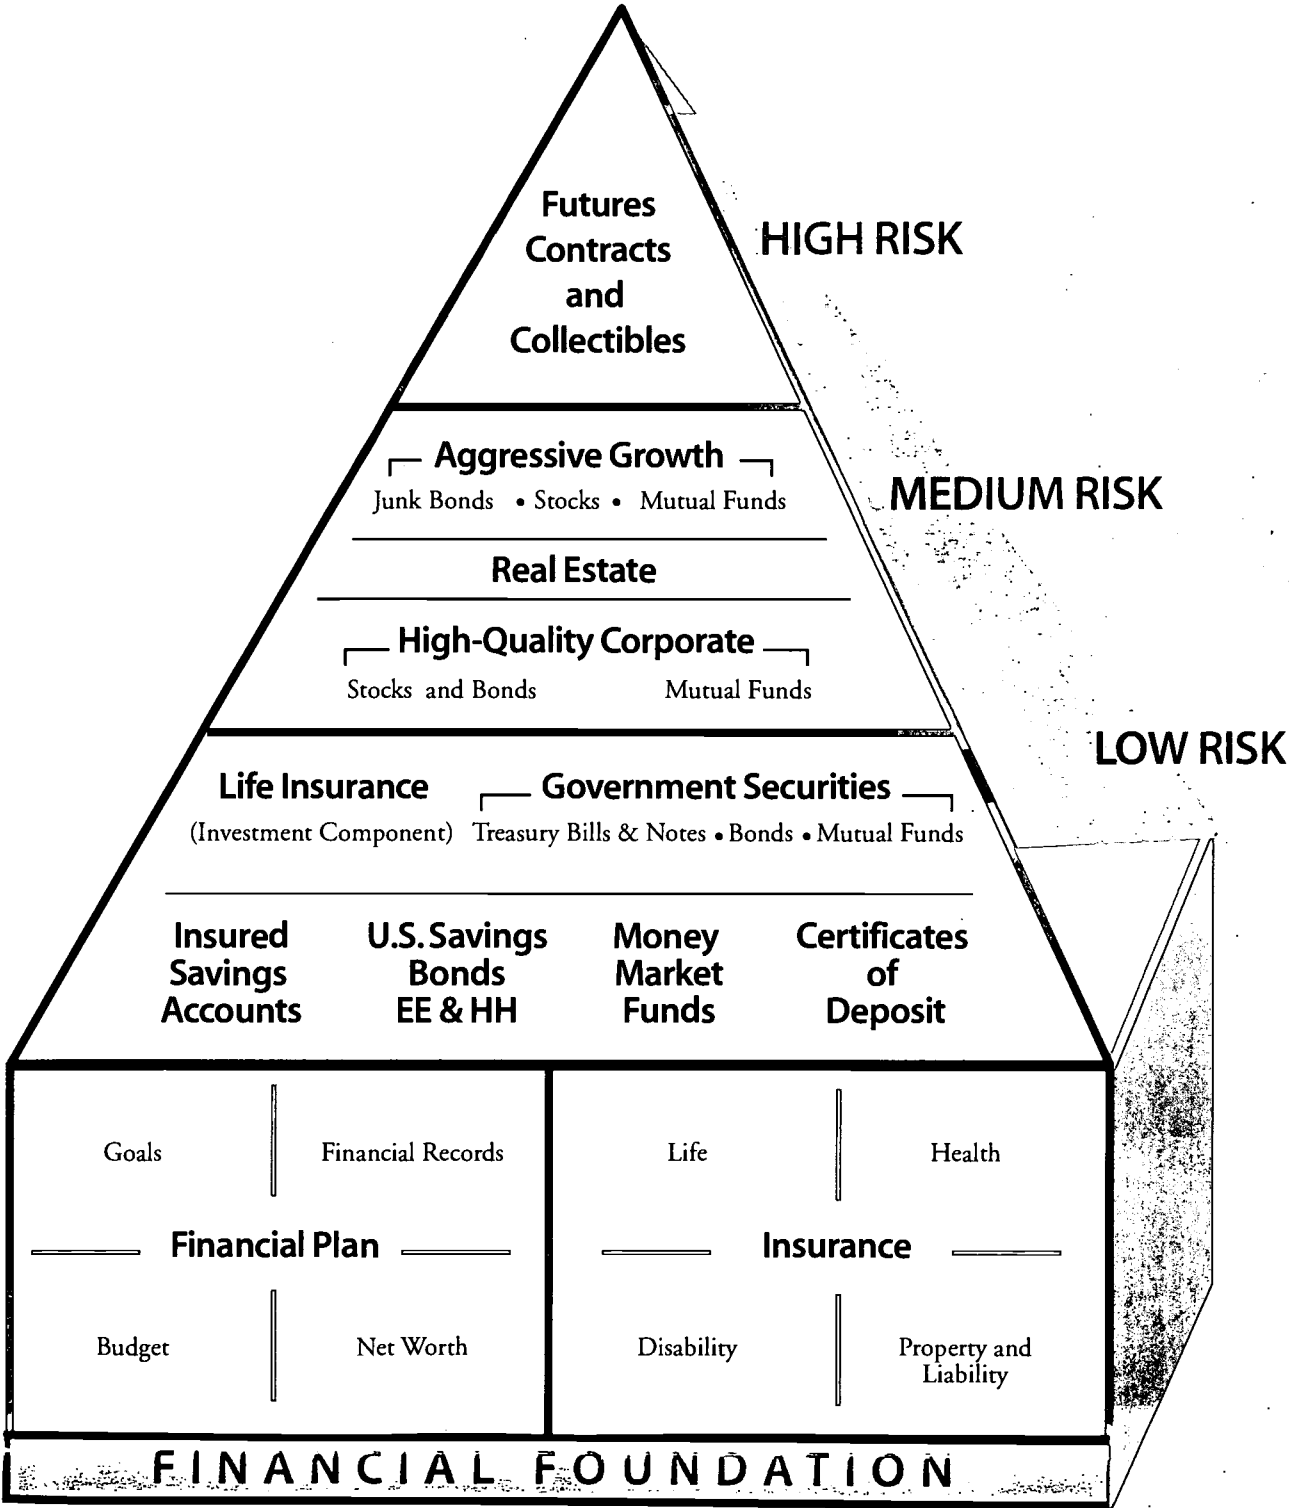 Futures
Contracts
and
Collectibles
HIGH RISK
Aggressive Growth
Junk Bonds • Stocks • Mutual Funds
MEDIUM RISK
Real Estate
High-Quality Corporate
Stocks and Bonds Mutual Funds
LOW RISK
Life Insurance Government Securities
(Investment Component) Treasury Bills & Notes • Bonds • Mutual Funds
Insured U.S. Savings Money Certificates
Savings Bonds Market of
Accounts EE & HH Funds Deposit
Goals Financial Records Life Health
Financial Plan Insurance
Budget Net Worth Disability Property and
Liability
FINANCIAL FOUNDATION